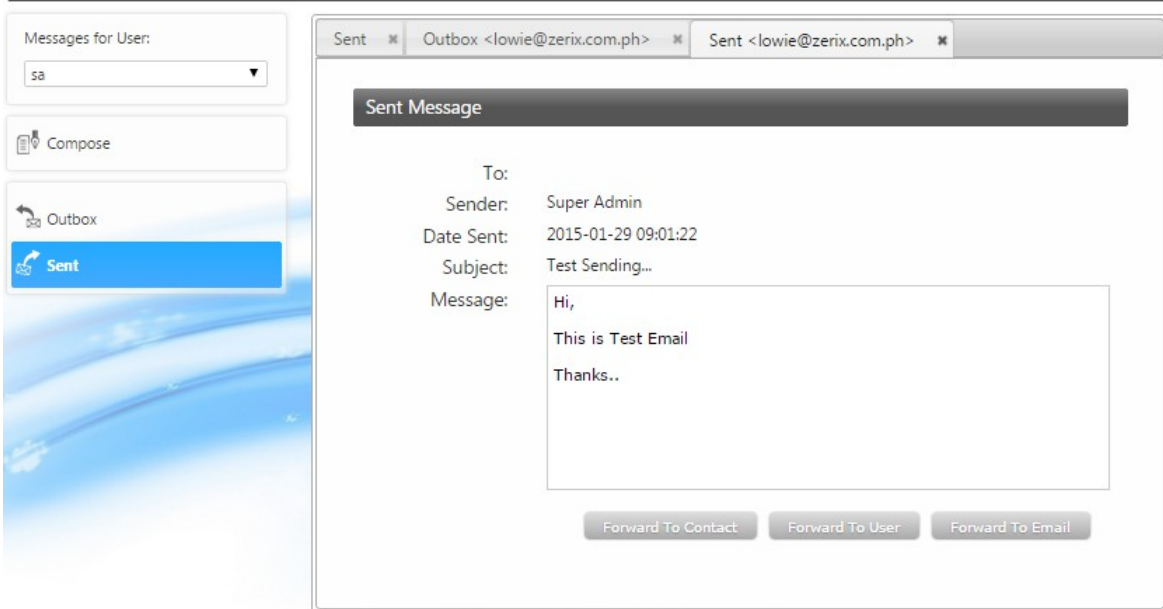 Messages for User:
sa
Compose
Outbox
Sent
Sent Outbox <lowie@zerix.com.ph> Sent <lowie@zerix.com.ph>
Sent Message
To:
Sender: Super Admin
Date Sent: 2015-01-29 09:01:22
Subject: Test Sending...
Message: Hi,
This is Test Email
Thanks..
Forward To Contact Forward To User Forward To Email